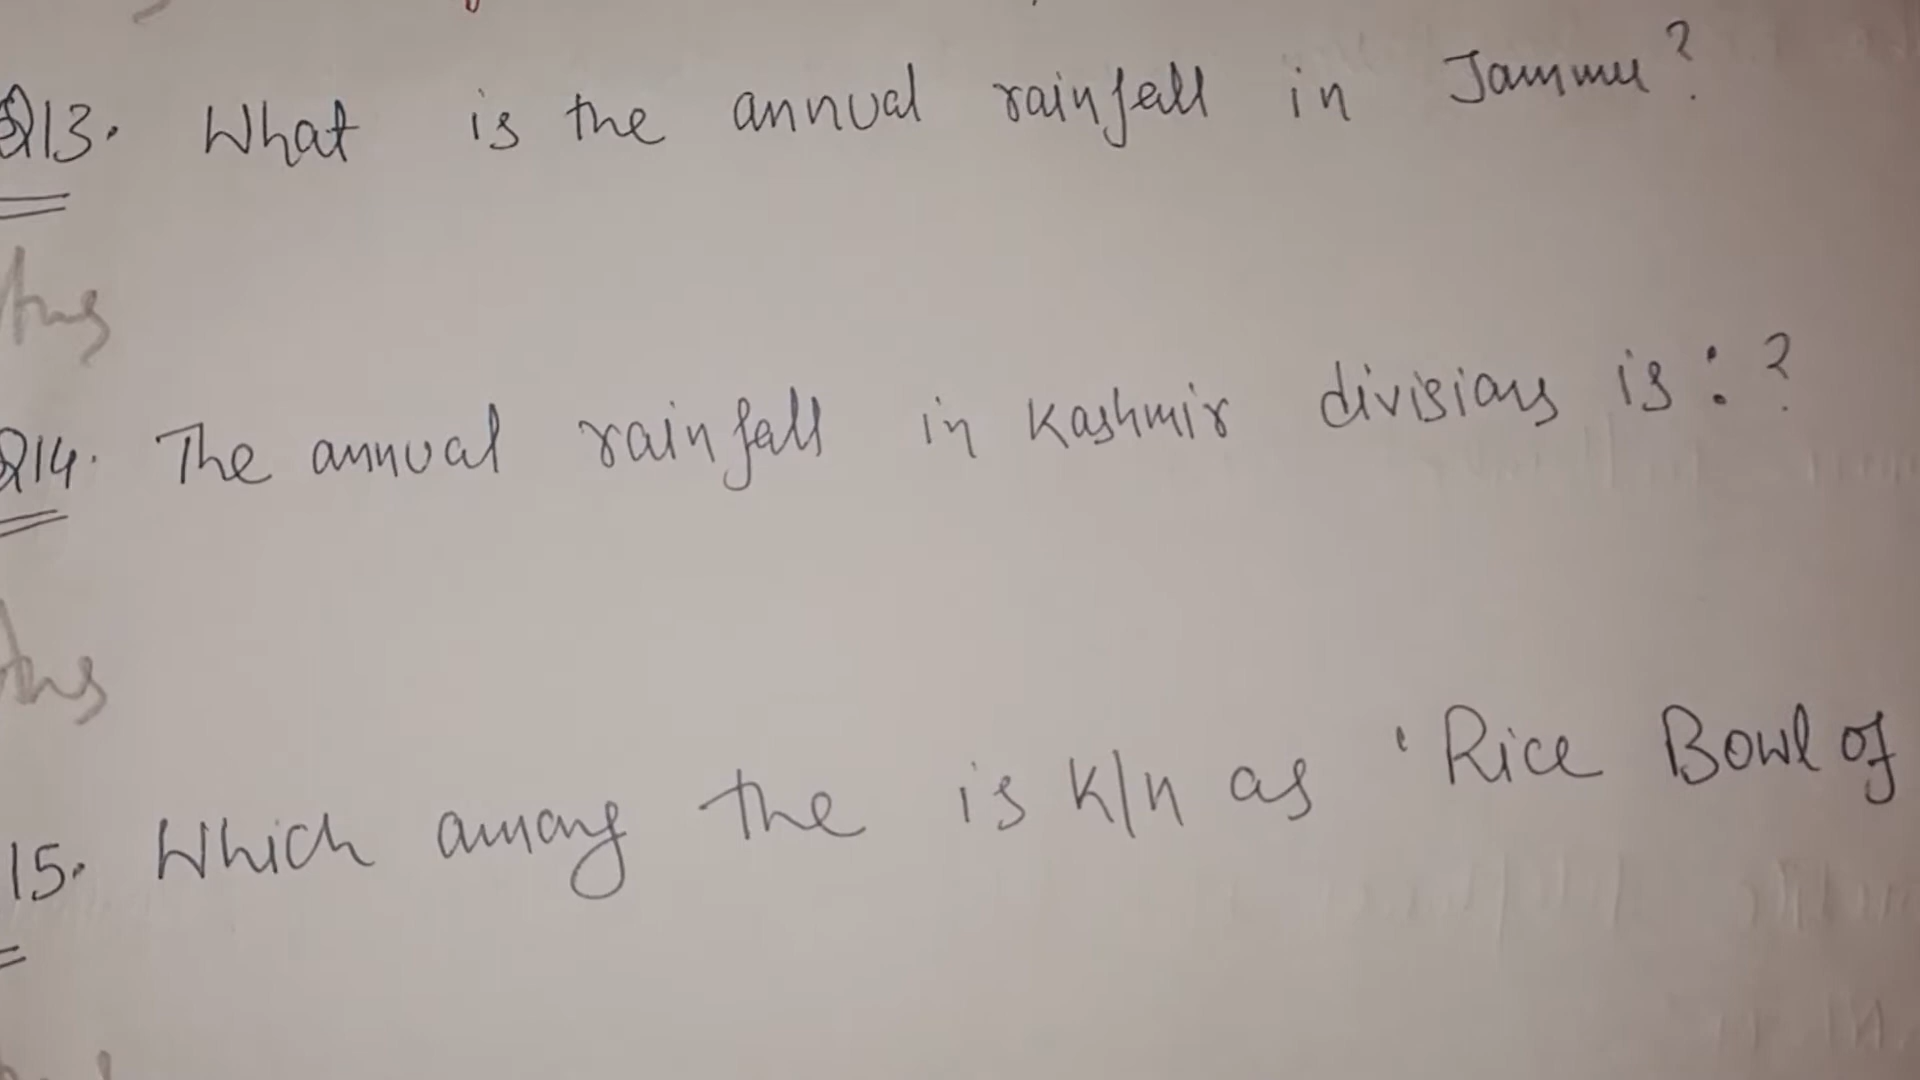 Q13. What is the annual rainfall in Jammu?
Ans
Q14. The annual rainfall in Kashmir divisions is : ?
Ans
15. Which among the is k/n as 'Rice Bowl of